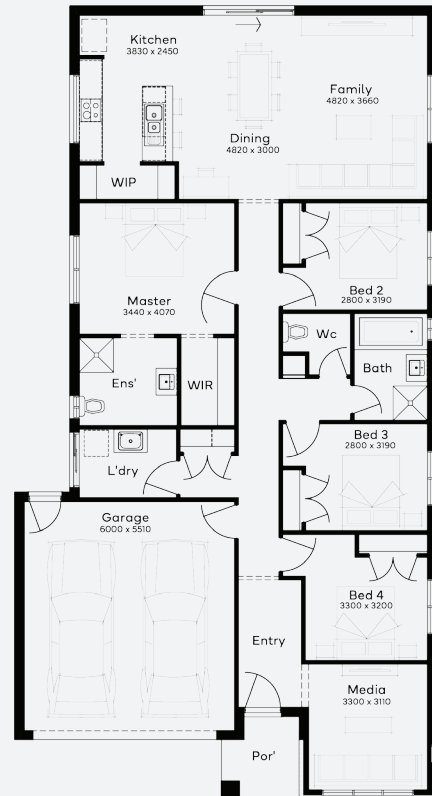 Kitchen
3830 x 2450
Family
4820 x 3660
Dining
4820 x 3000
WIP
Master
3440 x 4070
Bed 2
2800 x 3190
Wc
Bath
Ens'
WIR
L'dry
Bed 3
2800 x 3190
Garage
6000 x 5510
Bed 4
3300 x 3200
Entry
Media
3300 x 3110
Por'